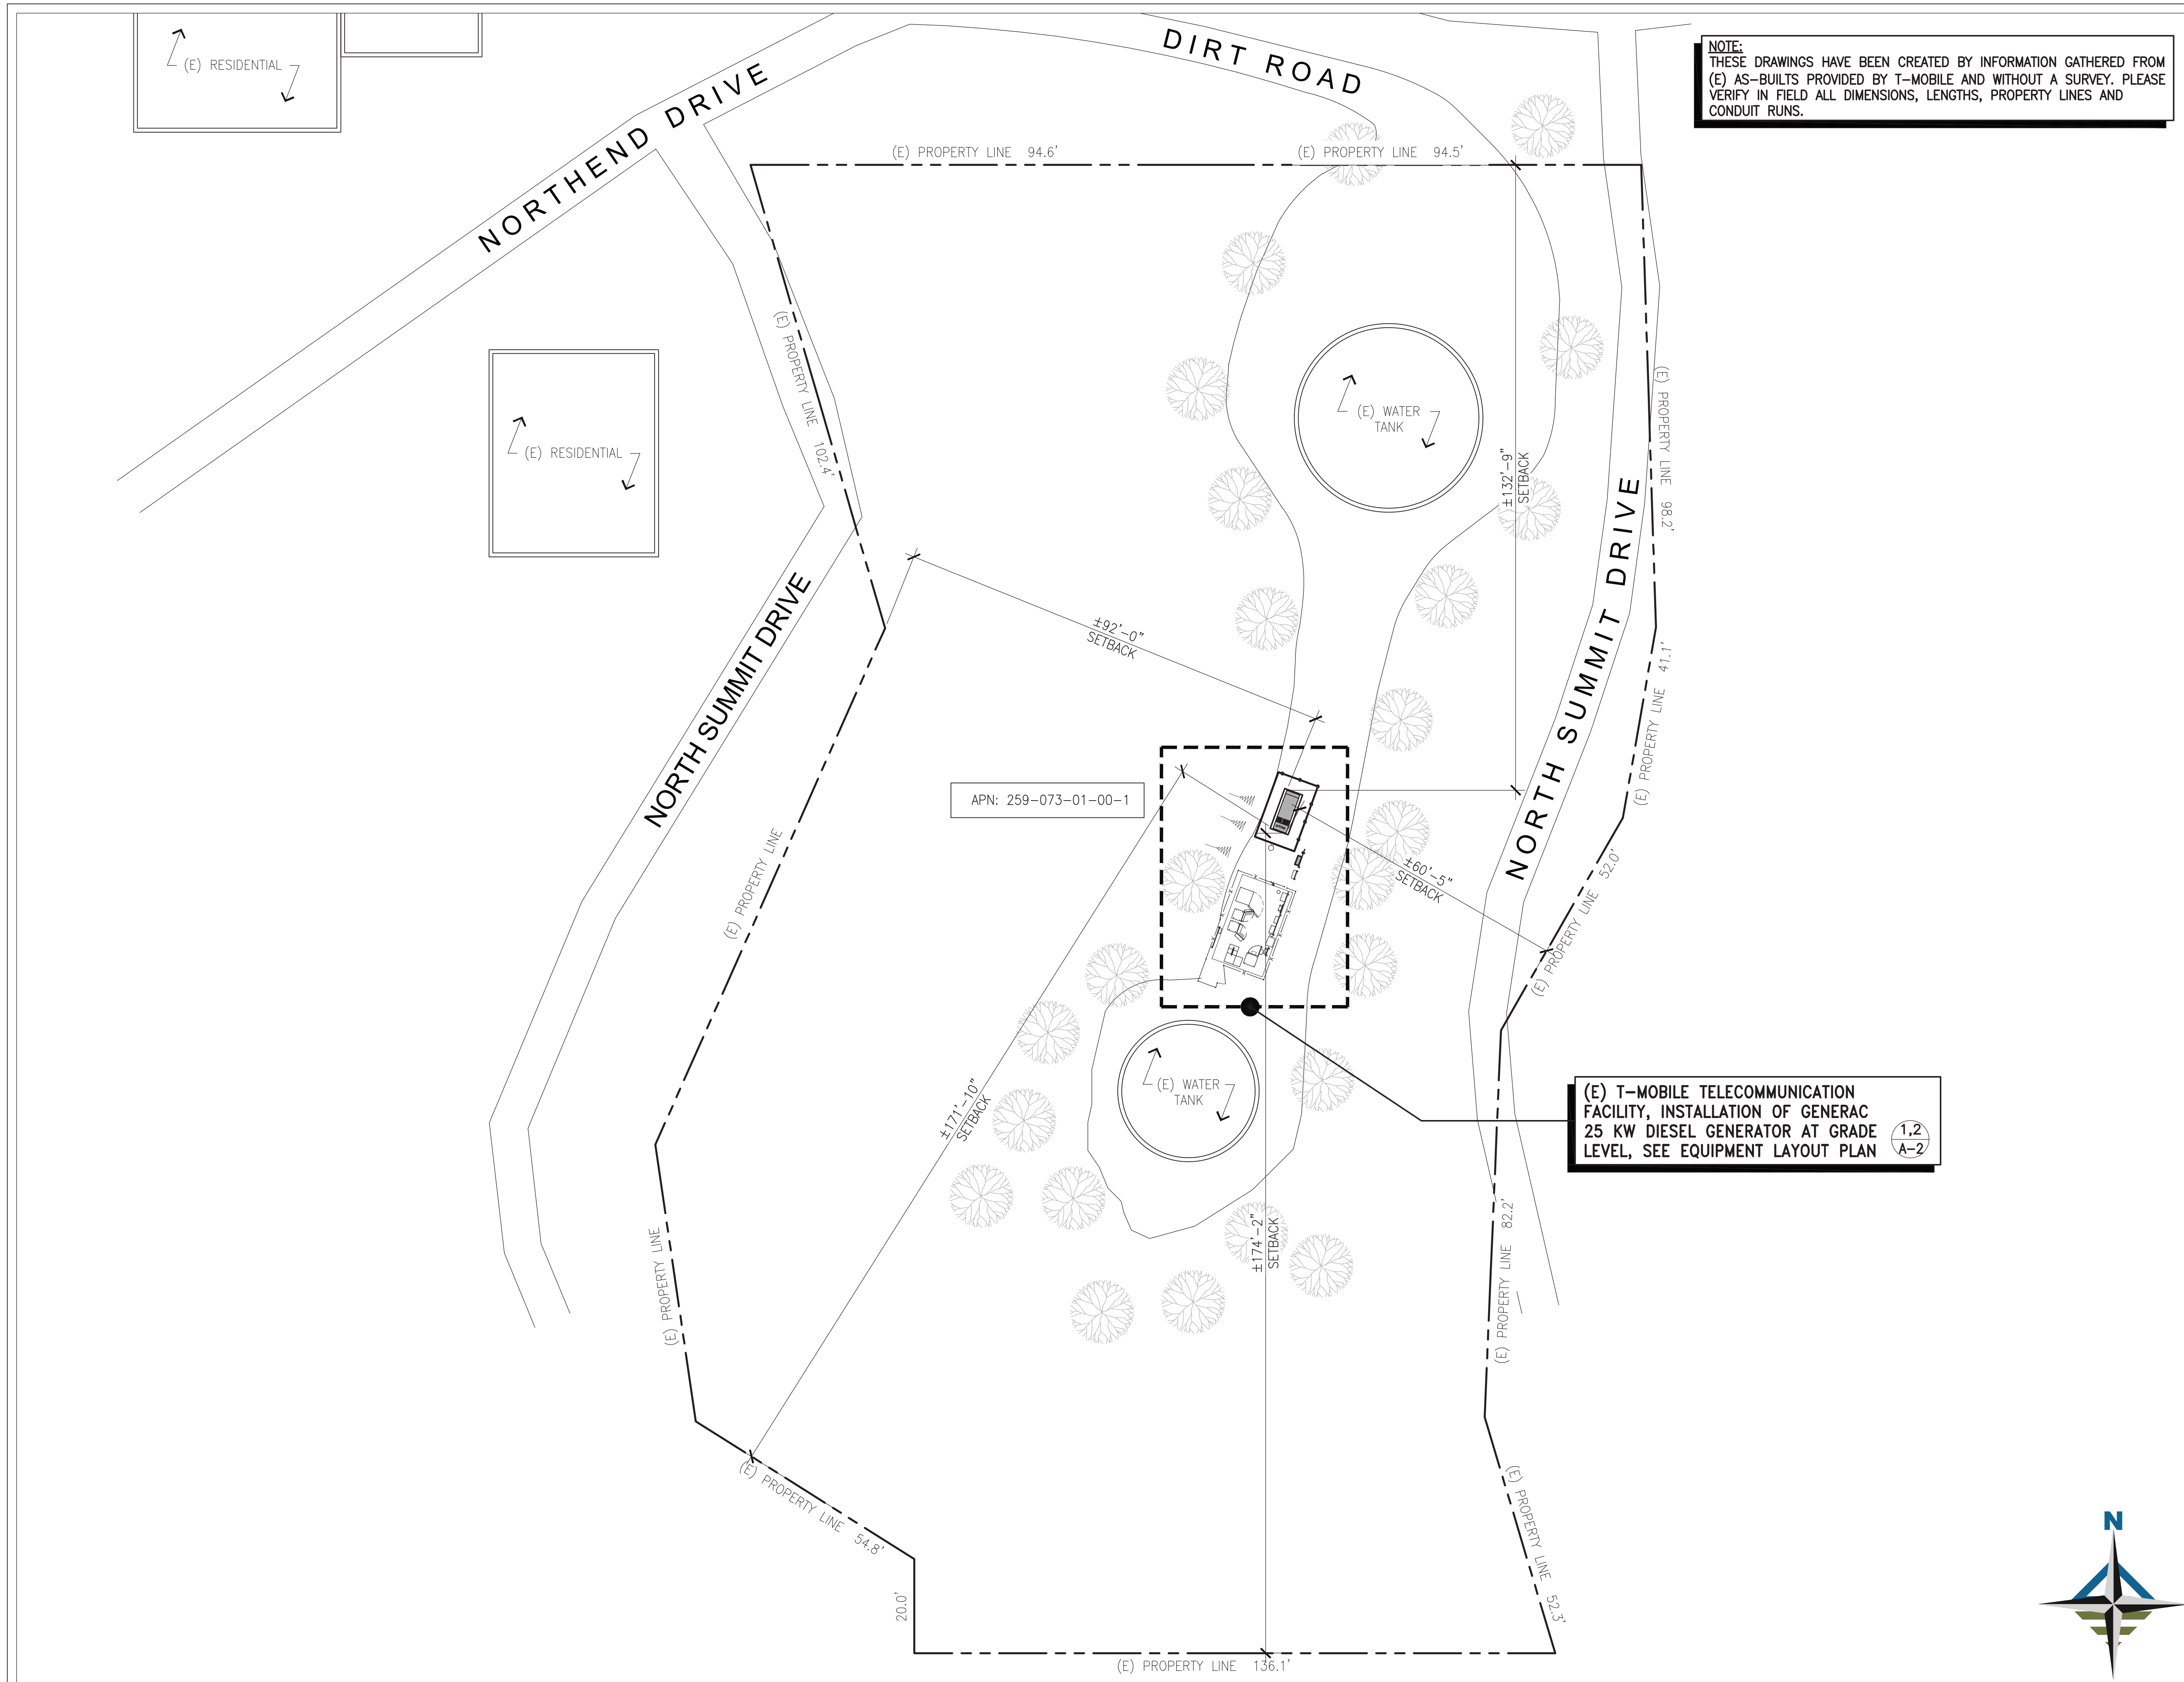 (E) RESIDENTIAL
NORTHEND DRIVE
DIRT ROAD
NOTE:
THESE DRAWINGS HAVE BEEN CREATED BY INFORMATION GATHERED FROM
(E) AS-BUILTS PROVIDED BY T-MOBILE AND WITHOUT A SURVEY. PLEASE
VERIFY IN FIELD ALL DIMENSIONS, LENGTHS, PROPERTY LINES AND
CONDUIT RUNS.
(E) PROPERTY LINE 94.6'
(E) PROPERTY LINE 94.5'
(E) PROPERTY LINE 102.4'
(E) RESIDENTIAL
(E) WATER
TANK
±132'-9"
SETBACK
(E) PROPERTY LINE 98.2'
NORTH SUMMIT DRIVE
NORTH SUMMIT DRIVE
±92'-0"
SETBACK
(E) PROPERTY LINE 41.1'
APN: 259-073-01-00-1
(E) PROPERTY LINE
±60'-5"
SETBACK
(E) PROPERTY LINE 52.0'
±171'-10"
SETBACK
(E) WATER
TANK
(E) T-MOBILE TELECOMMUNICATION
FACILITY, INSTALLATION OF GENERAC
25 KW DIESEL GENERATOR AT GRADE
LEVEL, SEE EQUIPMENT LAYOUT PLAN
1,2
A-2
(E) PROPERTY LINE
±174'-2"
SETBACK
(E) PROPERTY LINE 82.2'
(E) PROPERTY LINE 54.8'
(E) PROPERTY LINE 52.3'
20.0'
(E) PROPERTY LINE 136.1'
N